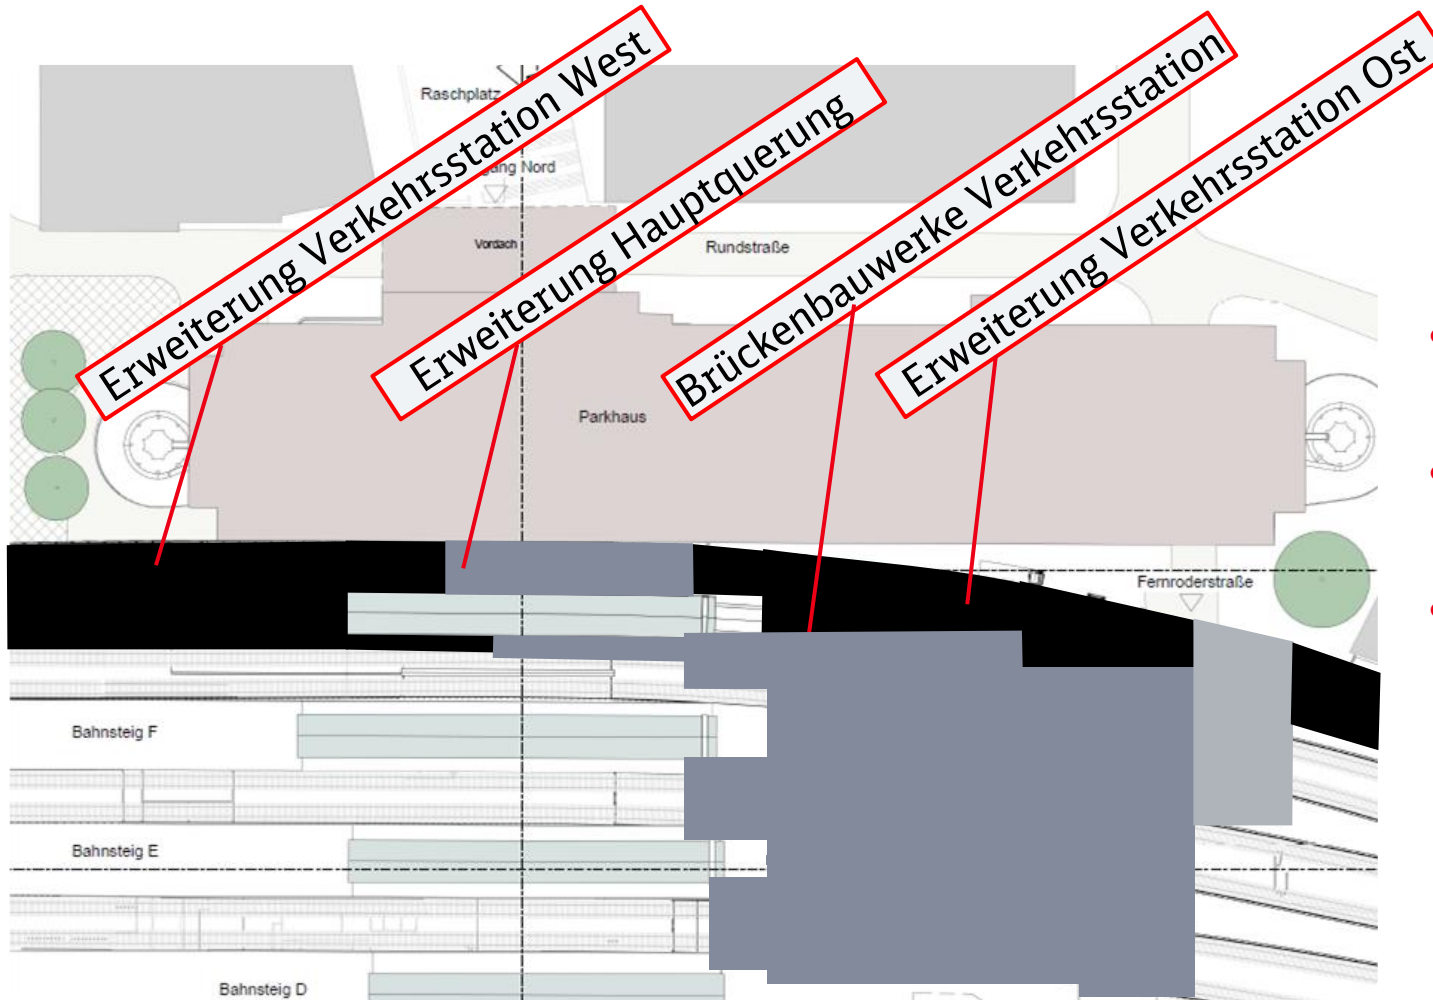 Erweiterung Verkehrsstation West
Erweiterung Hauptquerung
Brückenbauwerke Verkehrsstation
Erweiterung Verkehrsstation Ost
Raschplatz
Nord
Vordach
Rundstraße
Parkhaus
Fernroderstraße
Bahnsteig F
Bahnsteig E
Bahnsteig D